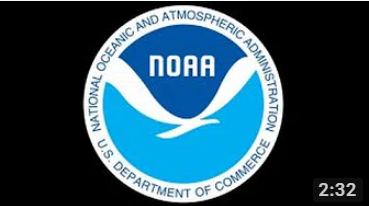 NATIONAL OCEANIC AND ATMOSPHERIC ADMINISTRATION
NOAA
U.S. DEPARTMENT OF COMMERCE
2:32